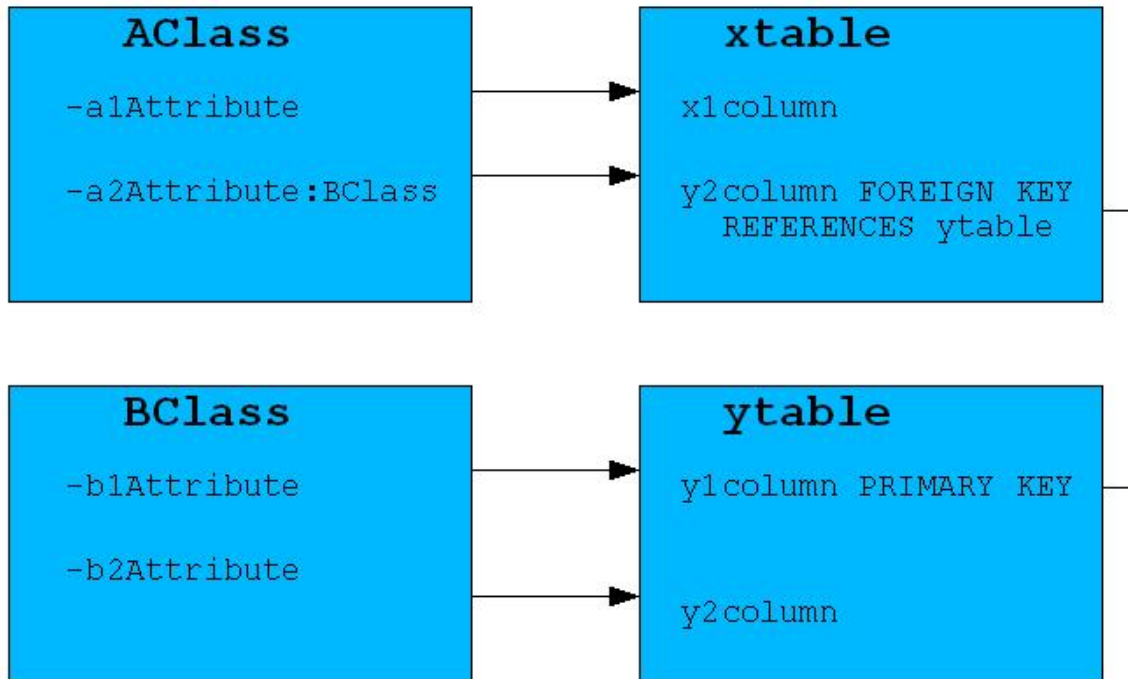 AClass
-a1Attribute
-a2Attribute:BClass
xtable
x1column
y2column FOREIGN KEY
REFERENCES ytable
BClass
-b1Attribute
-b2Attribute
ytable
y1column PRIMARY KEY
y2column